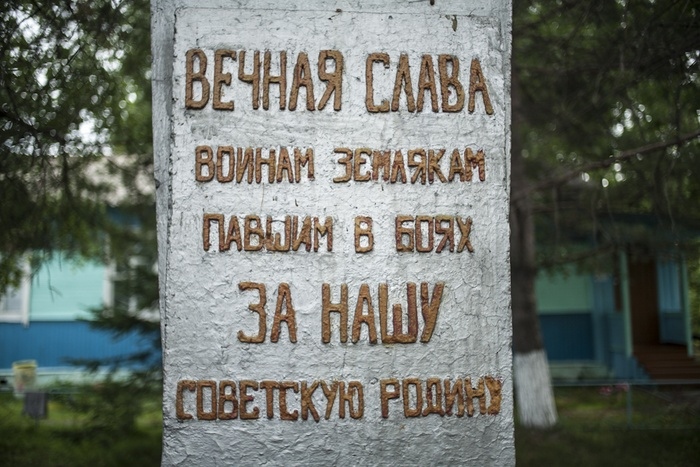 ВЕЧНАЯ СЛАВА
ВОИНАМ ЗЕМЛЯКАМ
ПАВШИМ В БОЯХ
ЗА НАШУ
СОВЕТСКУЮ РОДИНУ